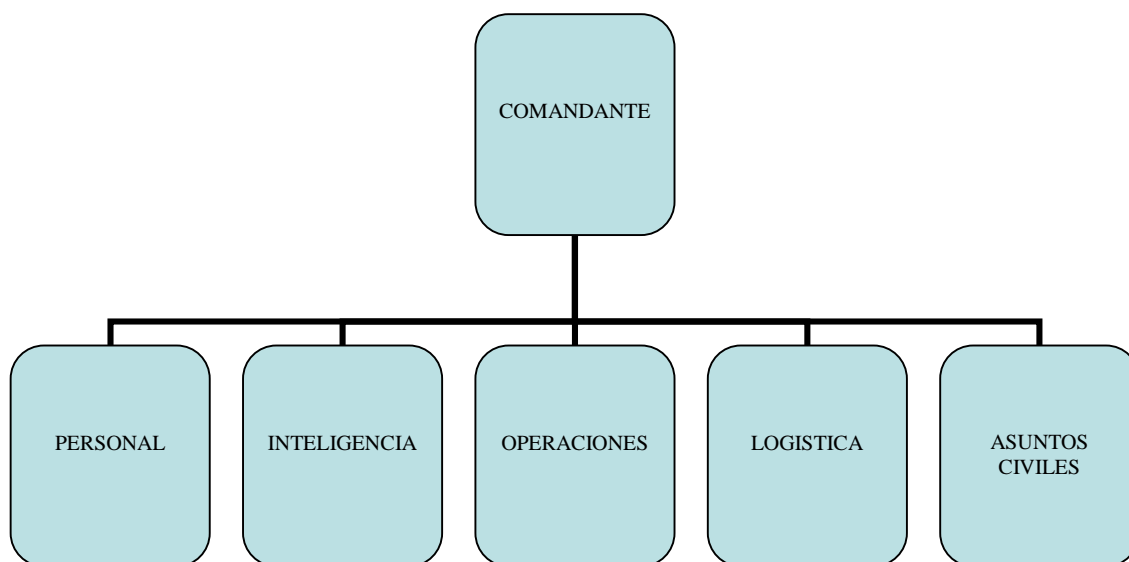 COMANDANTE
PERSONAL
INTELIGENCIA
OPERACIONES
LOGISTICA
ASUNTOS
CIVILES